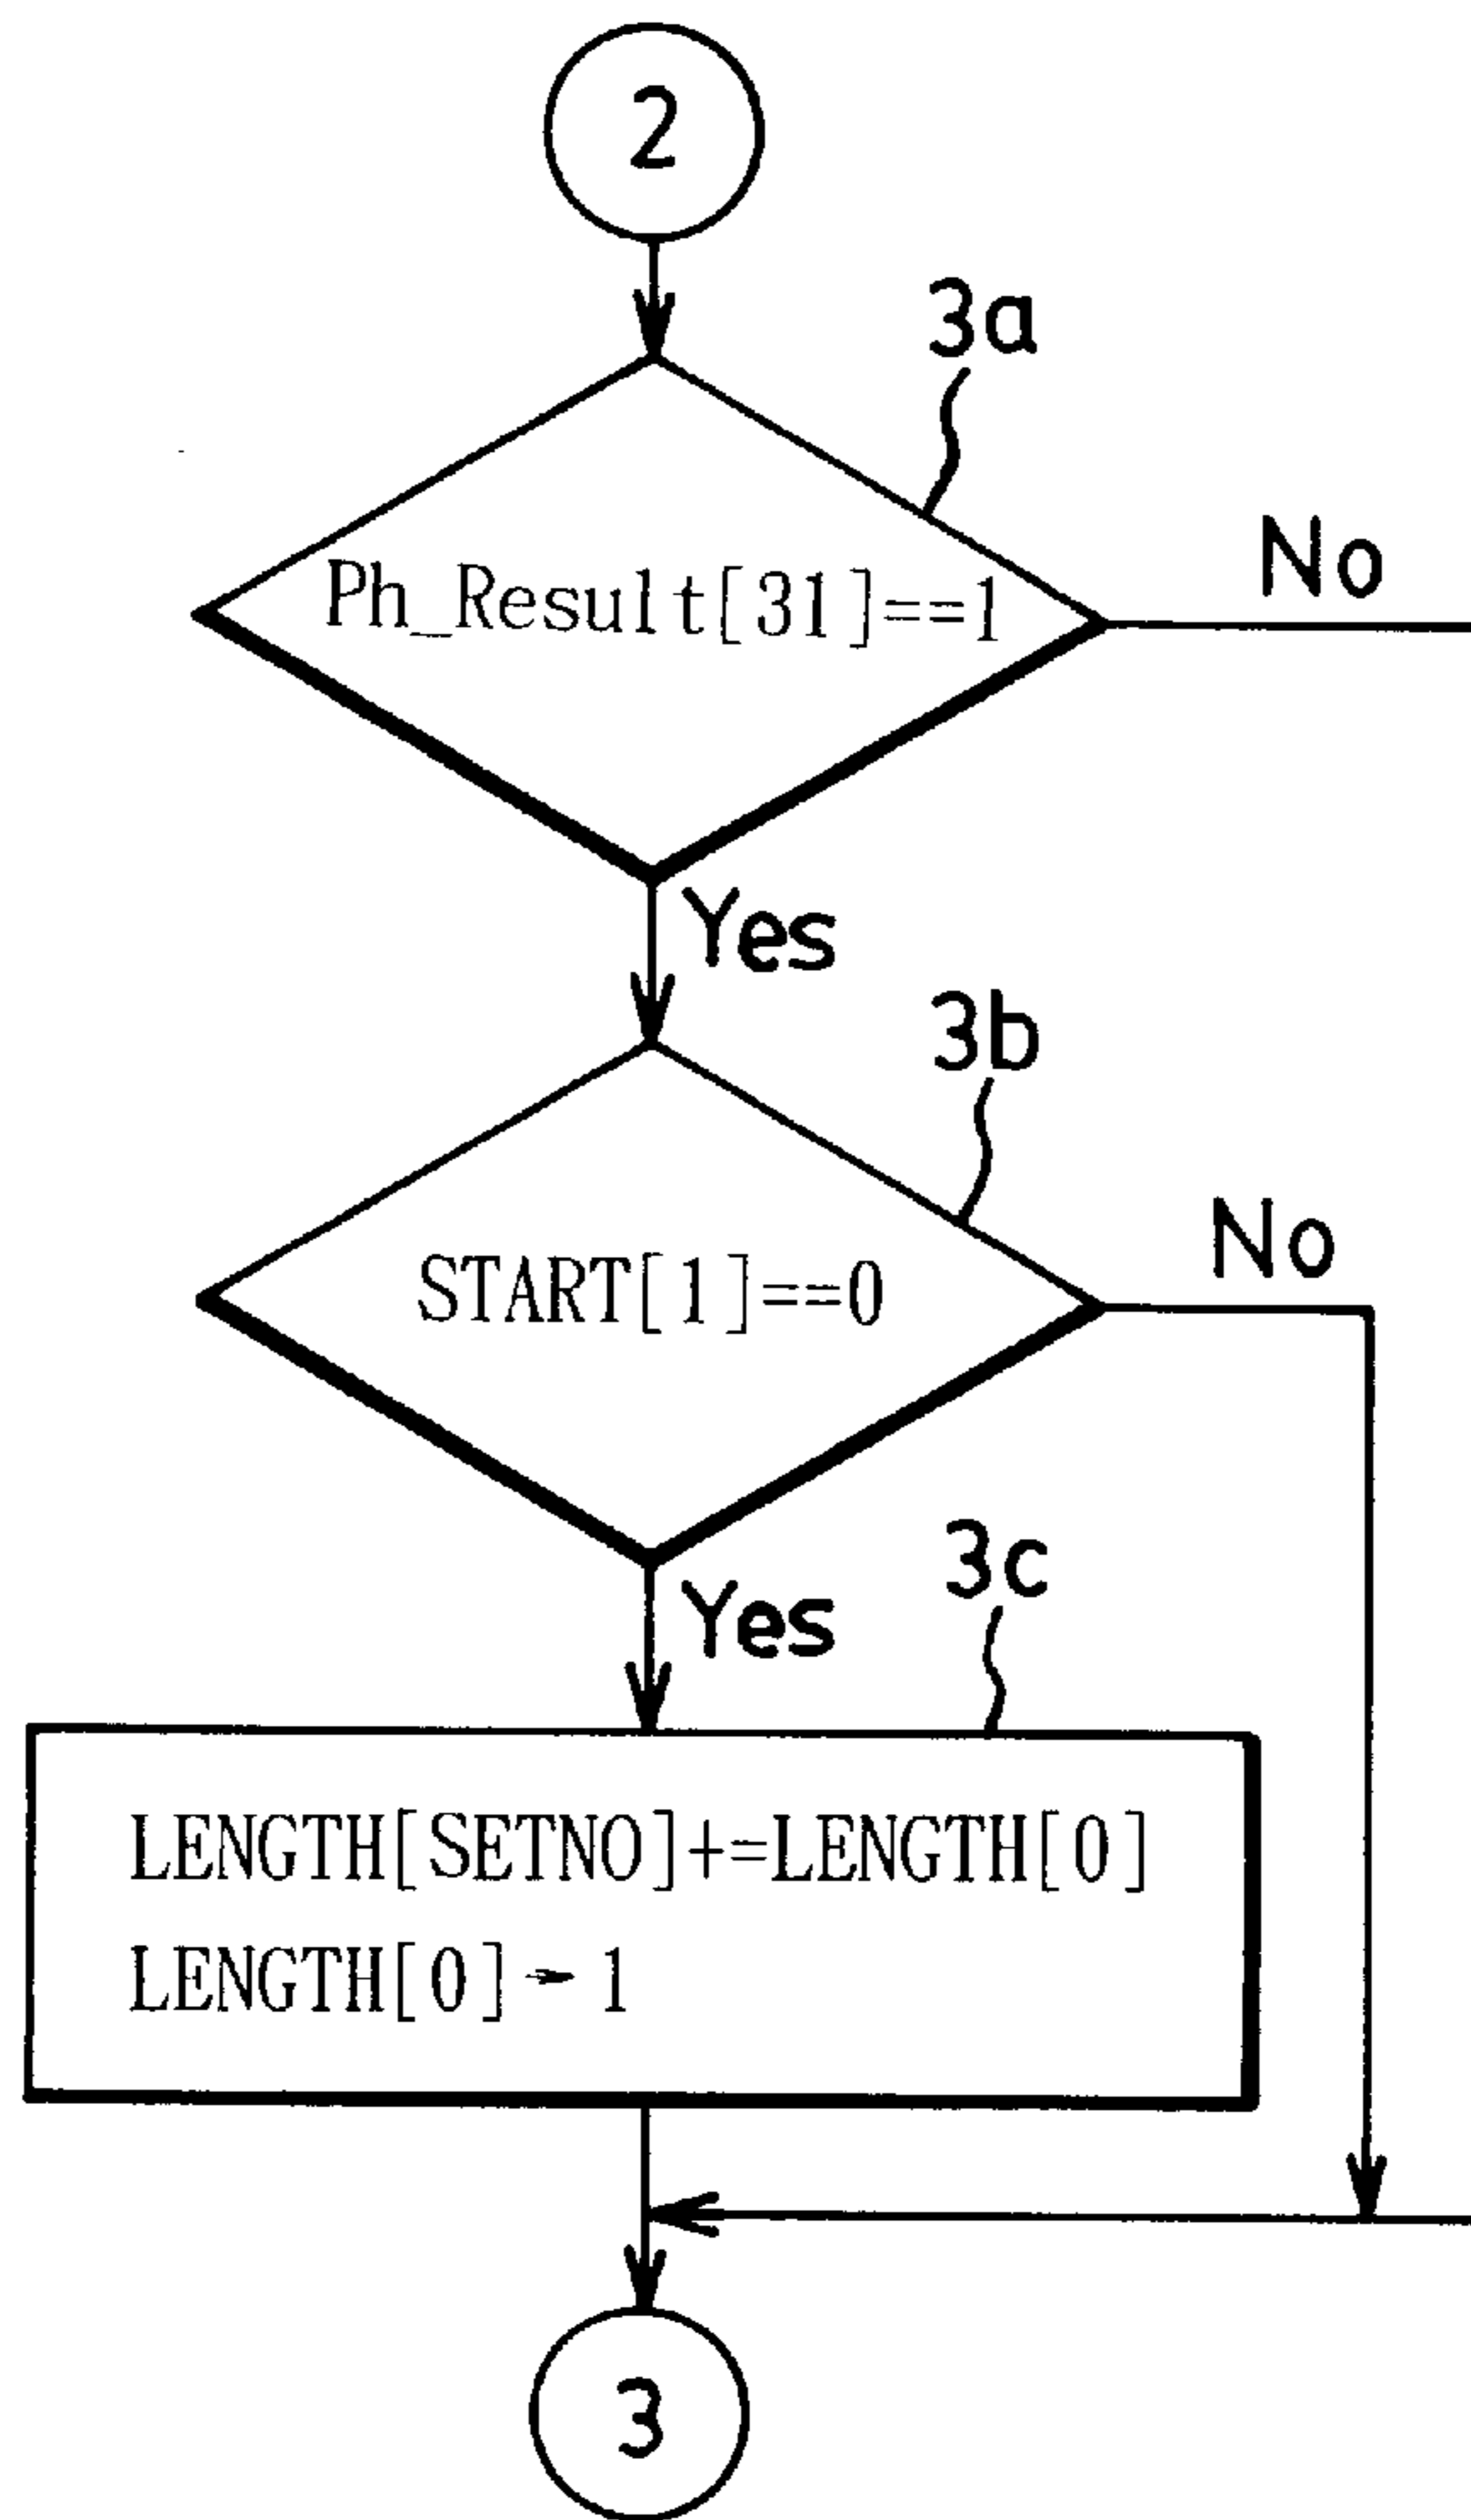 2
3a
Ph_Result[31]==1
No
Yes
3b
START[1]==0
No
Yes
3c
LENGTH[SETNO]+=LENGTH[0]
LENGTH[0]→1
3